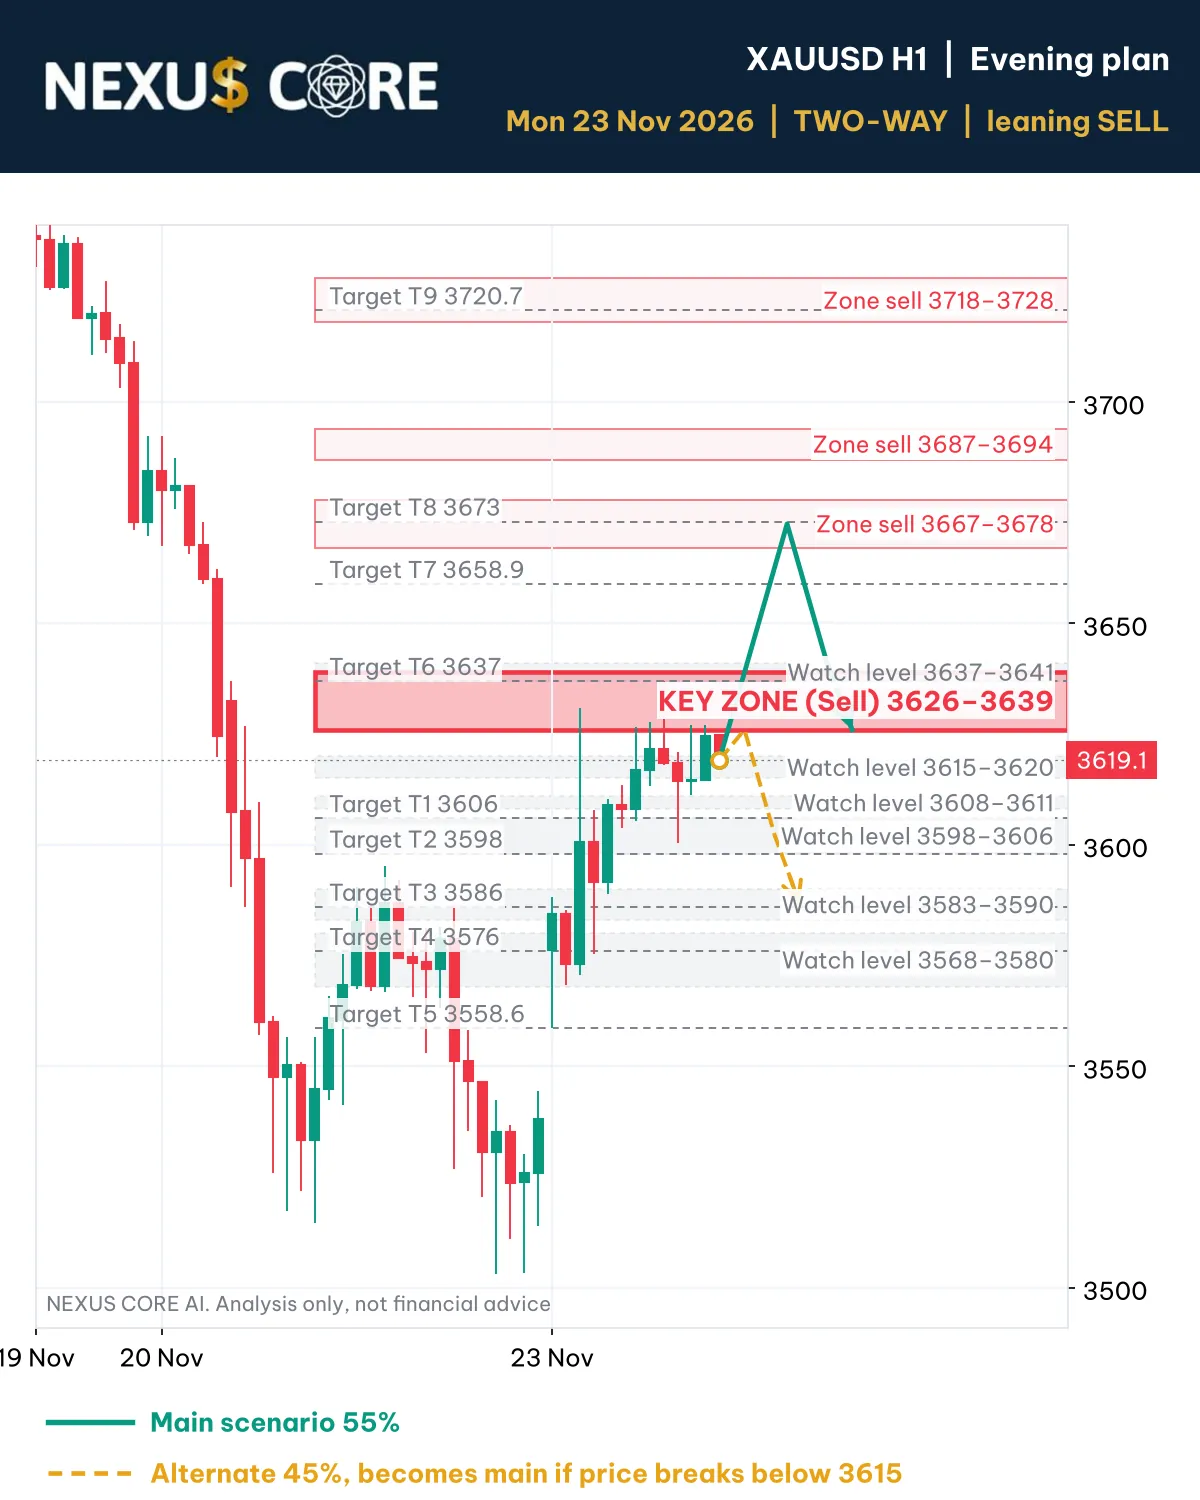 NEXU$ CORE
XAUUSD H1 | Evening plan
Mon 23 Nov 2026 | TWO-WAY | leaning SELL
Target T9 3720.7
Zone sell 3718–3728
3700
Zone sell 3687–3694
Target T8 3673
Zone sell 3667–3678
Target T7 3658.9
3650
Target T6 3637
Watch level 3637–3641
KEY ZONE (Sell) 3626–3639
3619.1
Watch level 3615–3620
Target T1 3606
Watch level 3608–3611
Target T2 3598
Watch level 3598–3606
3600
Target T3 3586
Watch level 3583–3590
Target T4 3576
Watch level 3568–3580
Target T5 3558.6
3550
3500
NEXUS CORE AI. Analysis only, not financial advice
19 Nov
20 Nov
23 Nov
Main scenario 55%
Alternate 45%, becomes main if price breaks below 3615